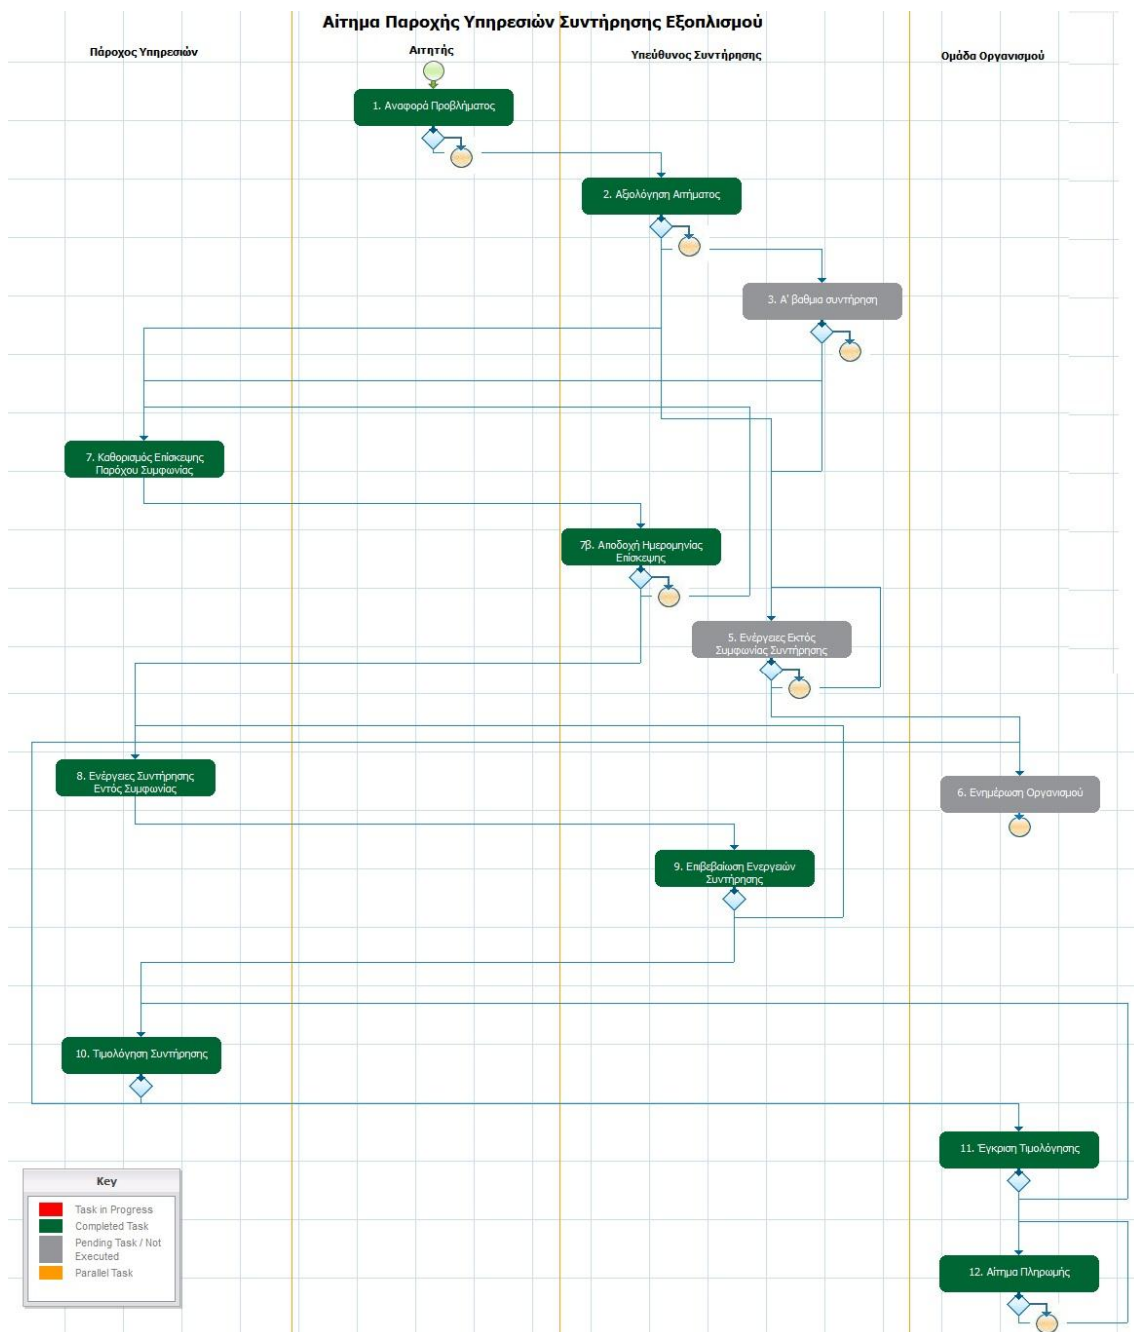 Αίτημα Παροχής Υπηρεσιών Συντήρησης Εξοπλισμού
Πάροχος Υπηρεσιών
Αιτητής
Υπεύθυνος Συντήρησης
Ομάδα Οργανισμού
1. Αναφορά Προβλήματος
2. Αξιολόγηση Αιτήματος
3. Α' βαθμια συντήρηση
7. Καθορισμός Επίσκεψης
Παρόχου Συμφωνίας
7β. Αποδοχή Ημερομηνίας
Επίσκεψης
5. Ενέργειες Εκτός
Συμφωνίας Συντήρησης
8. Ενέργειες Συντήρησης
Εντός Συμφωνίας
6. Ενημέρωση Οργανισμού
9. Επιβεβαίωση Ενεργειών
Συντήρησης
10. Τιμολόγηση Συντήρησης
11. Έγκριση Τιμολόγησης
12. Αίτημα Πληρωμής
Key
Task in Progress
Completed Task
Pending Task / Not
Executed
Parallel Task